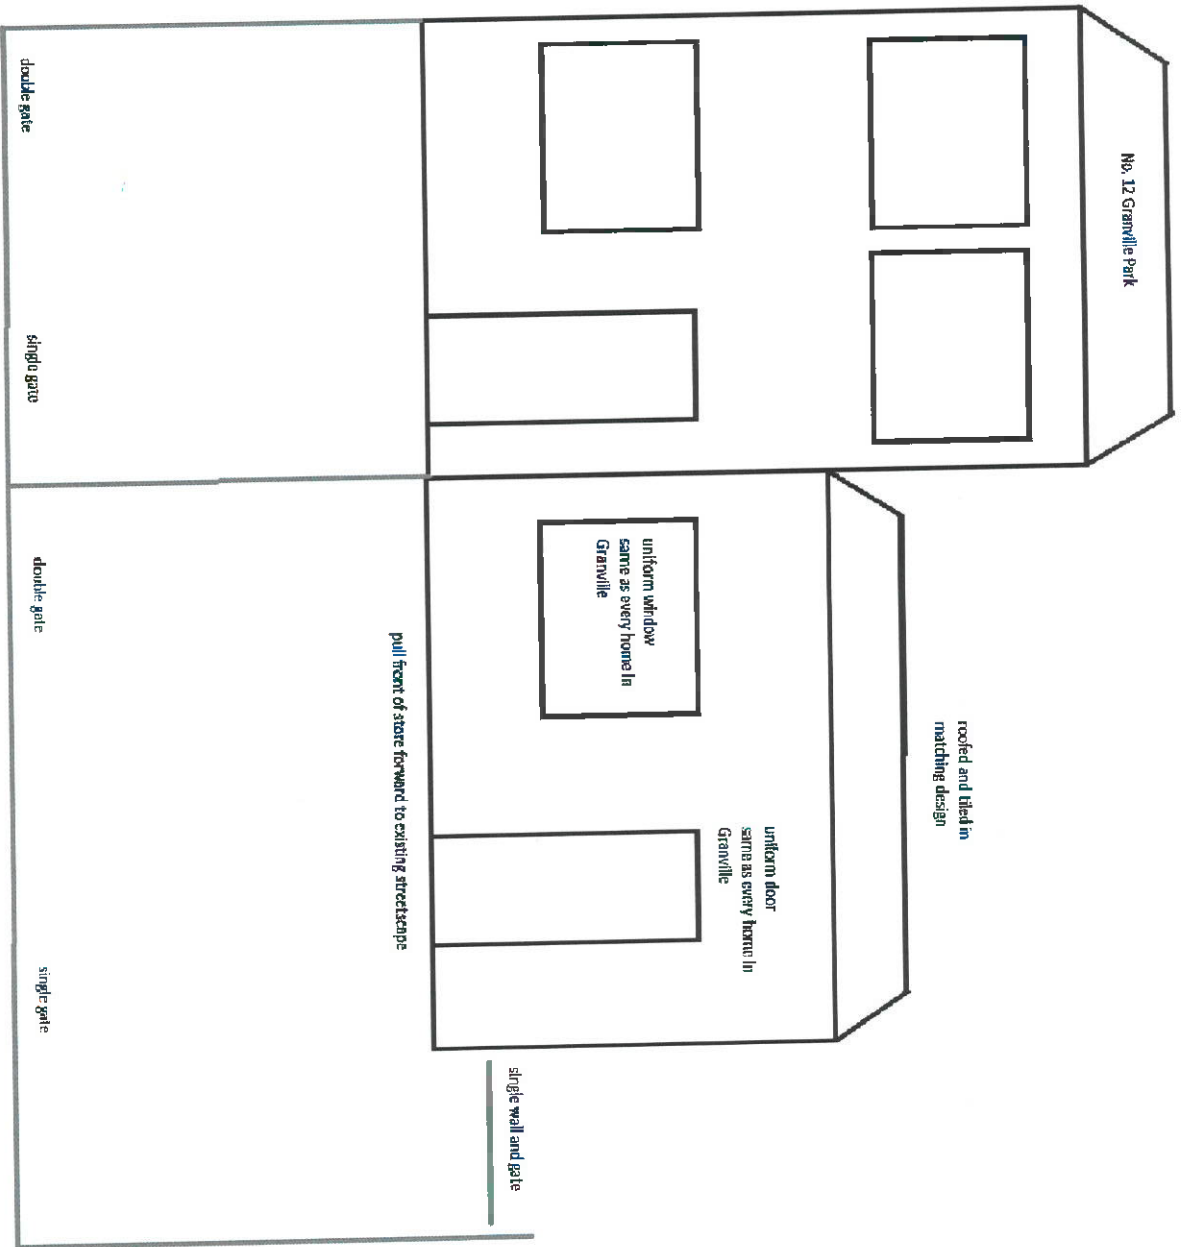 No. 12 Granville Park
roofed and tiled in
matching design
uniform door
same as every home in
Granville
uniform window
same as every home in
Granville
single wall and gate
pull front of store forward to existing streetscape
double gate
single gate
double gate
single gate